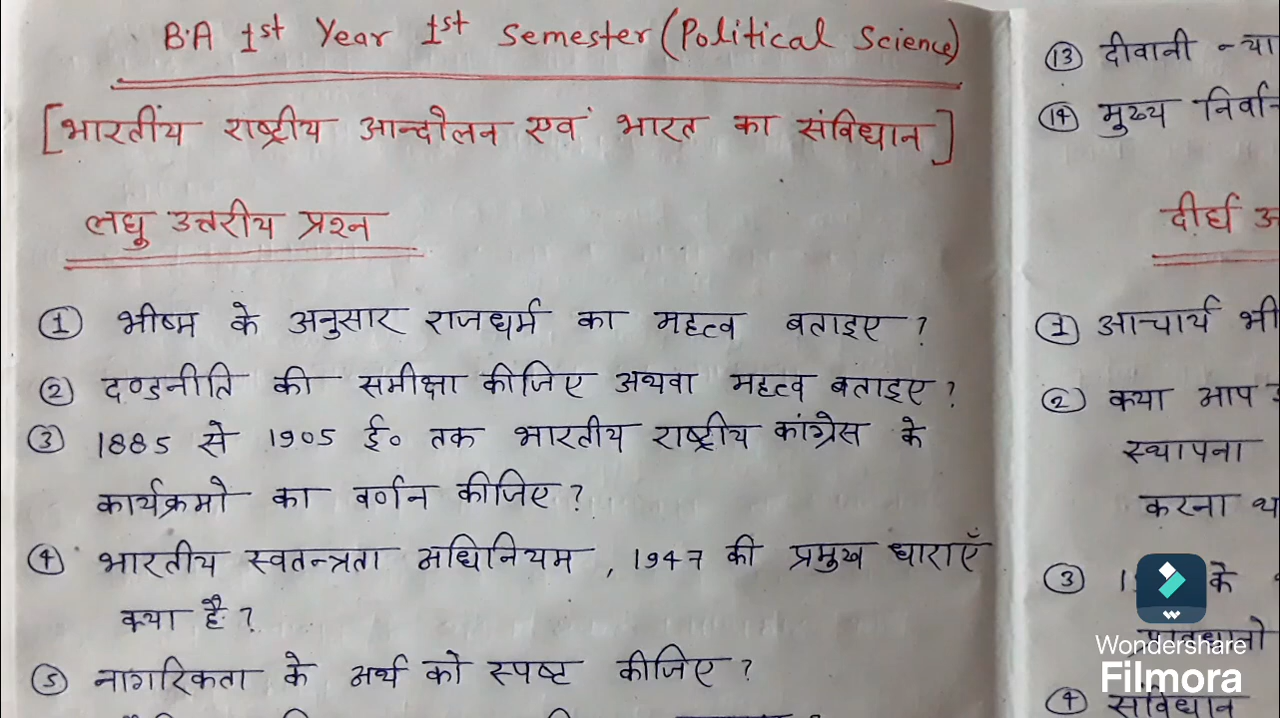 B.A 1st Year 1st Semester (Political Science)
[भारतीय राष्ट्रीय आन्दोलन एवं भारत का संविधान]
लघु उत्तरीय प्रश्न
① भीष्म के अनुसार राजधर्म का महत्व बताइए ?
② दण्डनीति की समीक्षा कीजिए अथवा महत्व बताइए ?
③ 1885 से 1905 ई० तक भारतीय राष्ट्रीय कांग्रेस के
कार्यक्रमो का वर्णन कीजिए ?
④ भारतीय स्वतन्त्रता अधिनियम , 1947 की प्रमुख धाराएँ
क्या है ?
⑤ नागरिकता के अर्थ को स्पष्ट कीजिए ?
⑬ दीवानी -
⑭ मुख्य
दीर्घ
① आचार्य
② क्या आप
स्थापना
करना
③ के
④ संविधान
Wondershare
Filmora